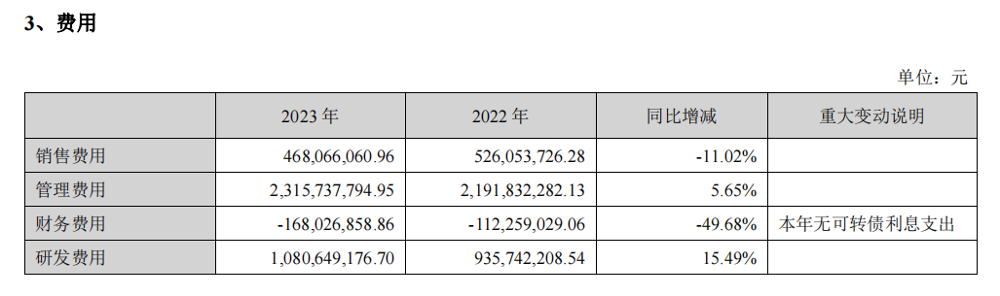 3、费用
单位：元
2023 年 2022 年 同比增减 重大变动说明
销售费用 468,066,060.96 526,053,726.28 -11.02%
管理费用 2,315,737,794.95 2,191,832,282.13 5.65%
财务费用 -168,026,858.86 -112,259,029.06 -49.68% 本年无可转债利息支出
研发费用 1,080,649,176.70 935,742,208.54 15.49%